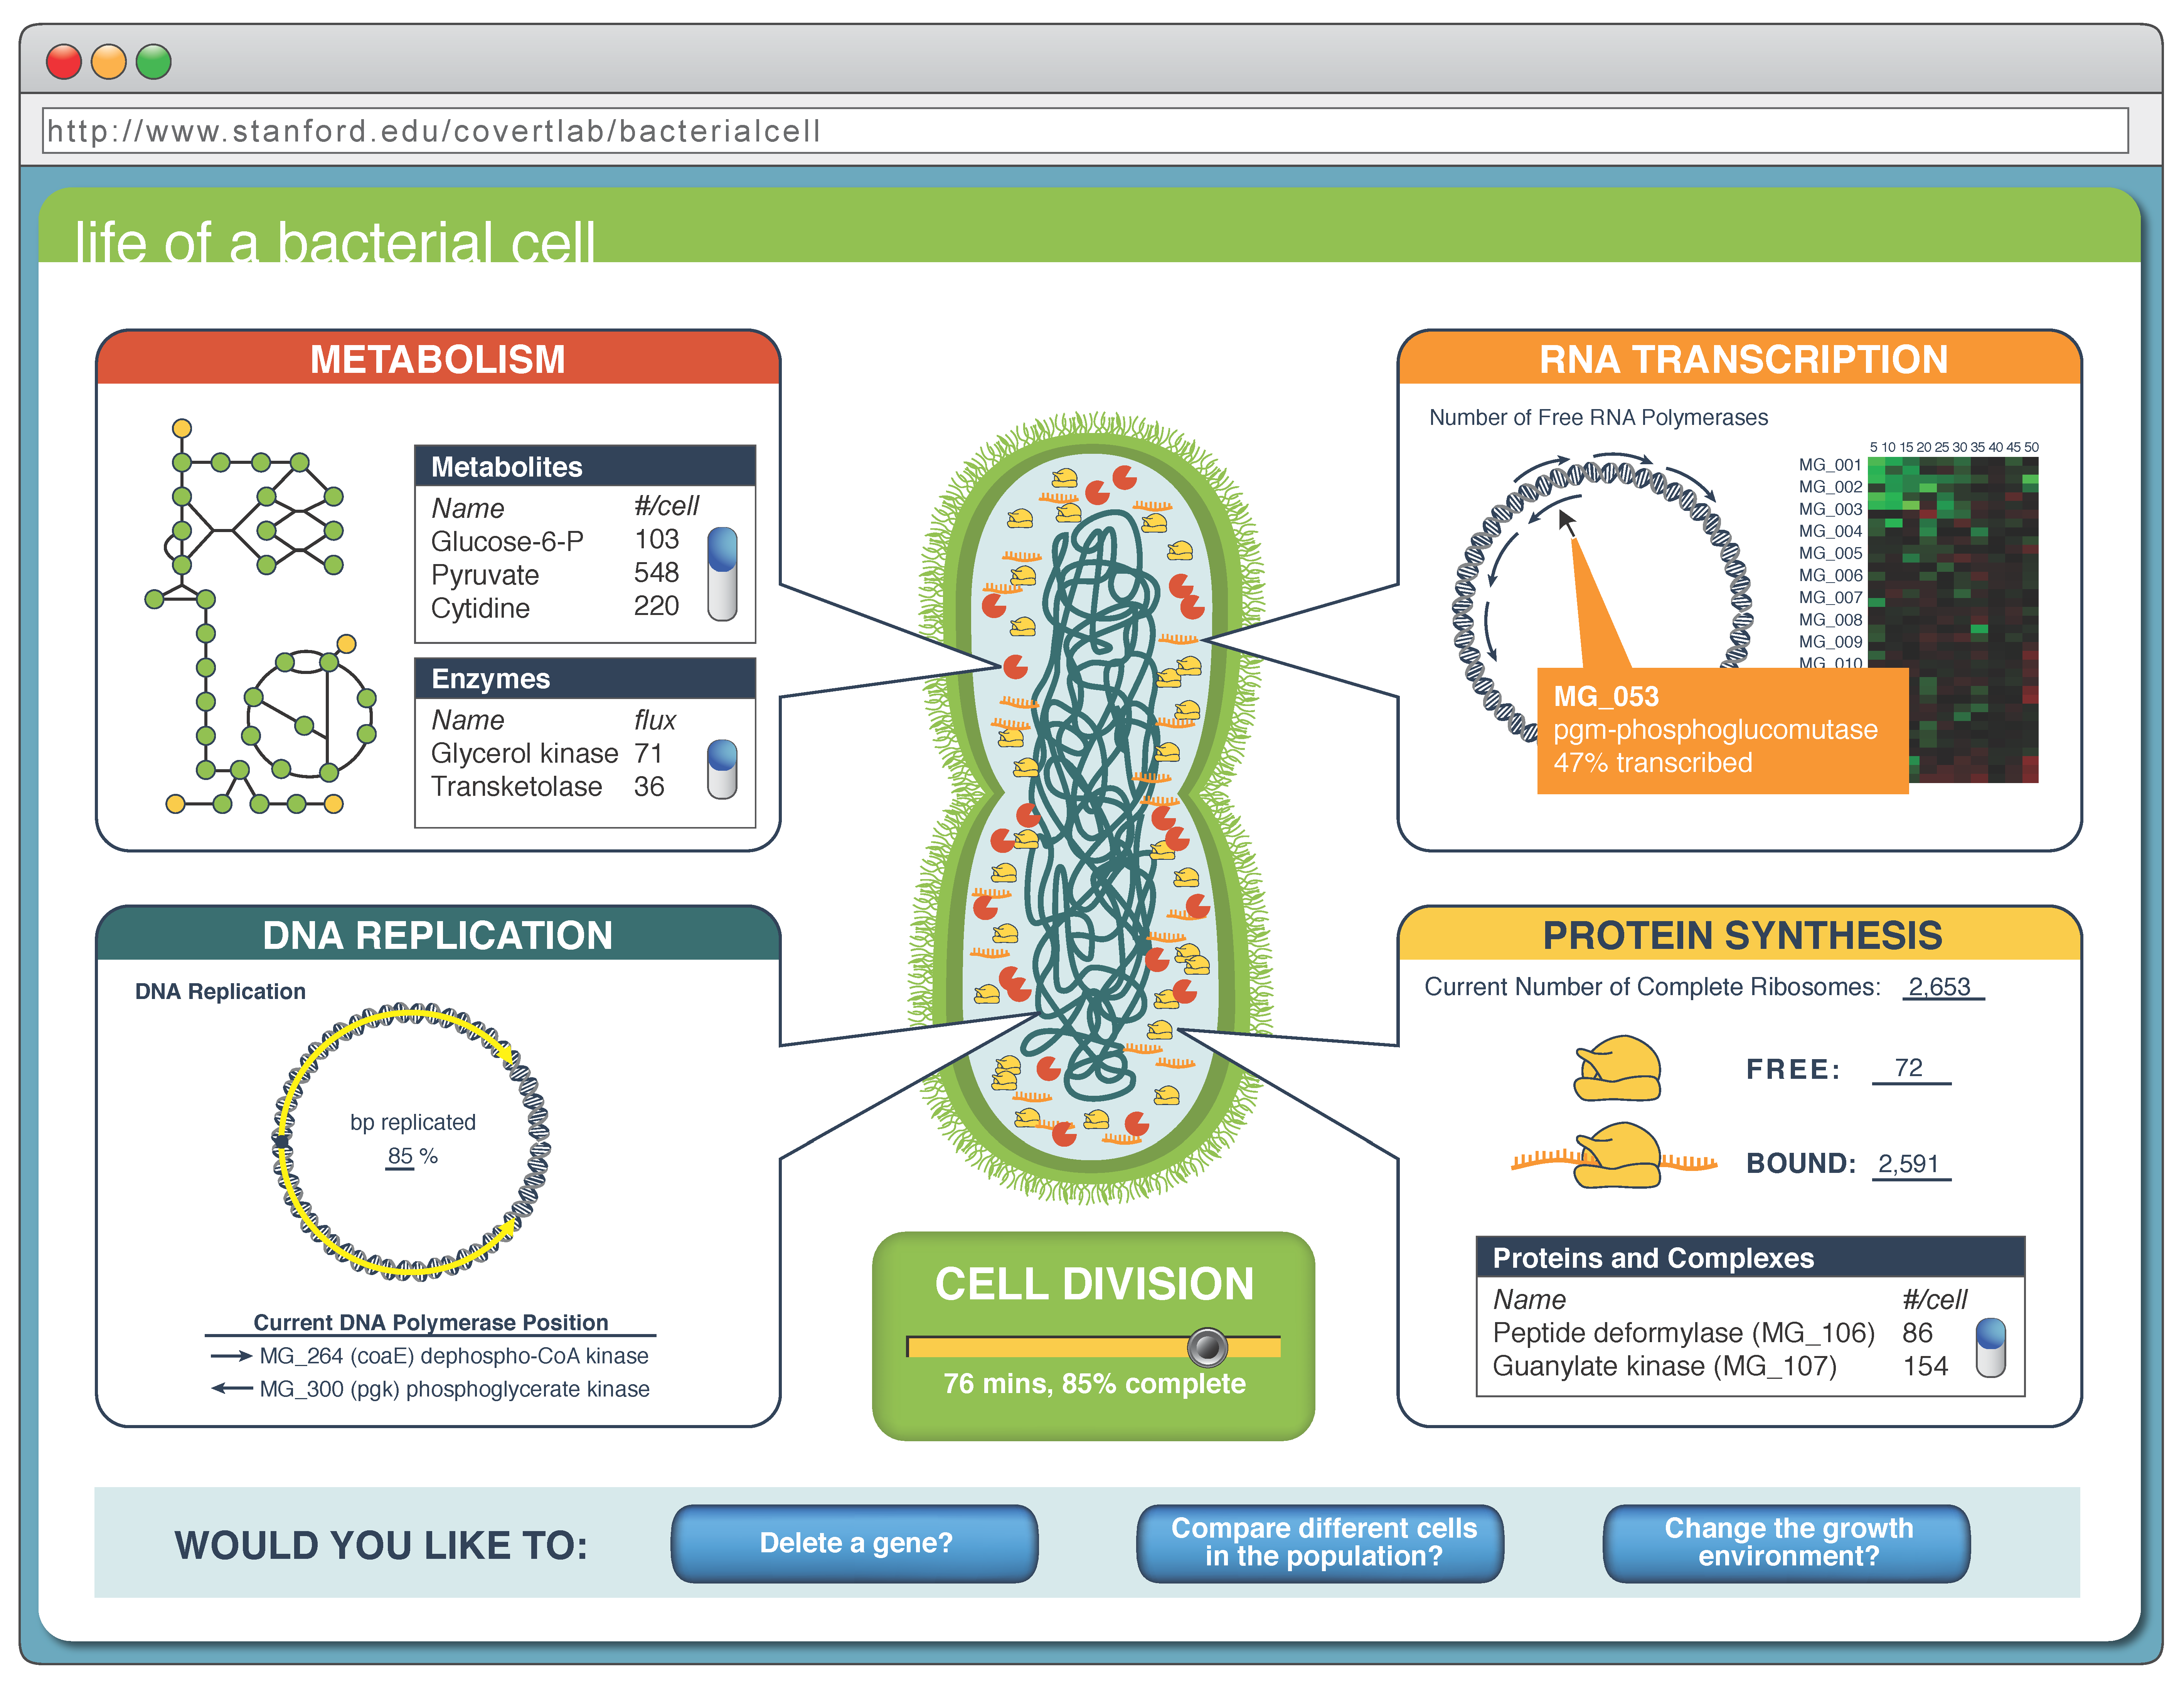 http://www.stanford.edu/covertlab/bacterialcell
life of a bacterial cell
METABOLISM
Metabolites
Name #/cell
Glucose-6-P 103
Pyruvate 548
Cytidine 220
Enzymes
Name flux
Glycerol kinase 71
Transketolase 36
RNA TRANSCRIPTION
Number of Free RNA Polymerases
5 10 15 20 25 30 35 40 45 50
MG_001
MG_002
MG_003
MG_004
MG_005
MG_006
MG_007
MG_008
MG_009
MG_010
MG_053
pgm-phosphoglucomutase
47% transcribed
DNA REPLICATION
DNA Replication
bp replicated
85 %
Current DNA Polymerase Position
MG_264 (coaE) dephospho-CoA kinase
MG_300 (pgk) phosphoglycerate kinase
PROTEIN SYNTHESIS
Current Number of Complete Ribosomes: 2,653
FREE: 72
BOUND: 2,591
Proteins and Complexes
Name #/cell
Peptide deformylase (MG_106) 86
Guanylate kinase (MG_107) 154
CELL DIVISION
76 mins, 85% complete
WOULD YOU LIKE TO:
Delete a gene?
Compare different cells
in the population?
Change the growth
environment?